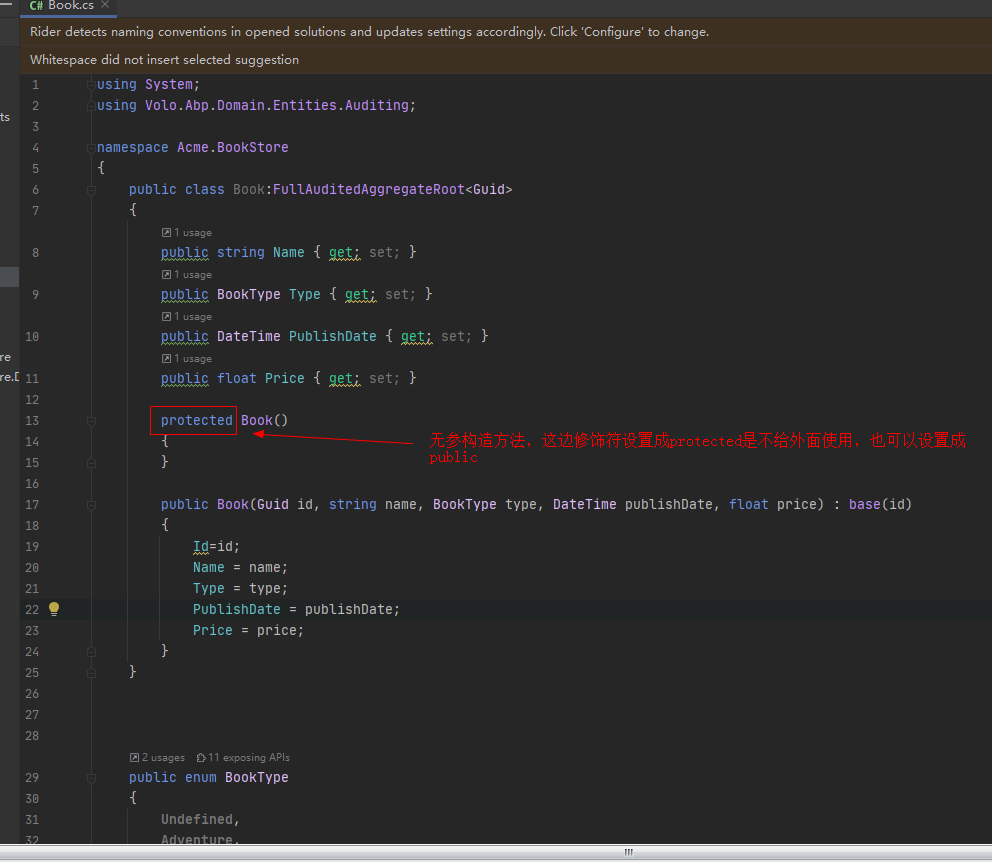 C# Book.cs
Rider detects naming conventions in opened solutions and updates settings accordingly. Click 'Configure' to change.
Whitespace did not insert selected suggestion
1 using System;
2 using Volo.Abp.Domain.Entities.Auditing;
ts
3
4 namespace Acme.BookStore
5 {
6 public class Book:FullAuditedAggregateRoot<Guid>
7 {
1 usage
8 public string Name { get; set; }
1 usage
9 public BookType Type { get; set; }
1 usage
10 public DateTime PublishDate { get; set; }
re
1 usage
re.D
11 public float Price { get; set; }
12
13 protected Book()
14 {
无参构造方法，这边修饰符设置成protected是不给外面使用，也可以设置成
public
15 }
16
17 public Book(Guid id, string name, BookType type, DateTime publishDate, float price) : base(id)
18 {
19 Id=id;
20 Name = name;
21 Type = type;
22 PublishDate = publishDate;
23 Price = price;
24 }
25 }
26
27
28
2 usages 11 exposing APIs
29 public enum BookType
30 {
31 Undefined,
32 Adventure,